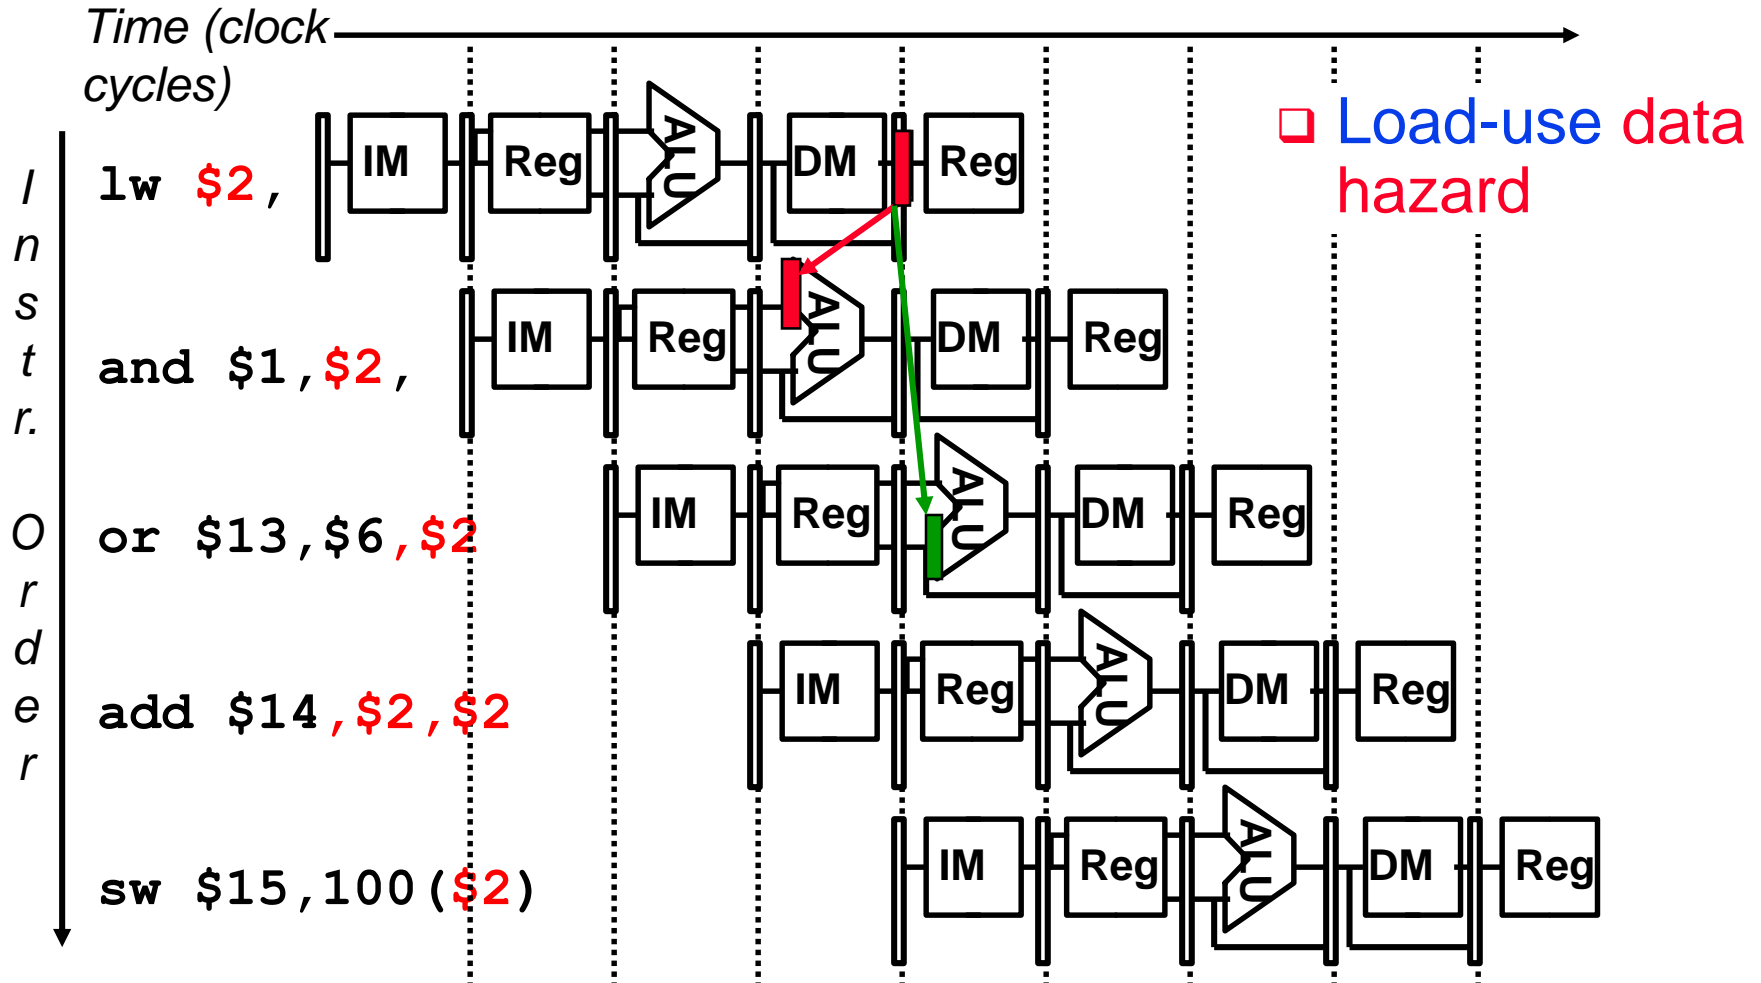 Time (clock
cycles)
Load-use data
hazard
Instr. Order
lw $2,
IM Reg ALU DM Reg
and $1,$2,
IM Reg ALU DM Reg
or $13,$6,$2
IM Reg ALU DM Reg
add $14,$2,$2
IM Reg ALU DM Reg
sw $15,100($2)
IM Reg ALU DM Reg